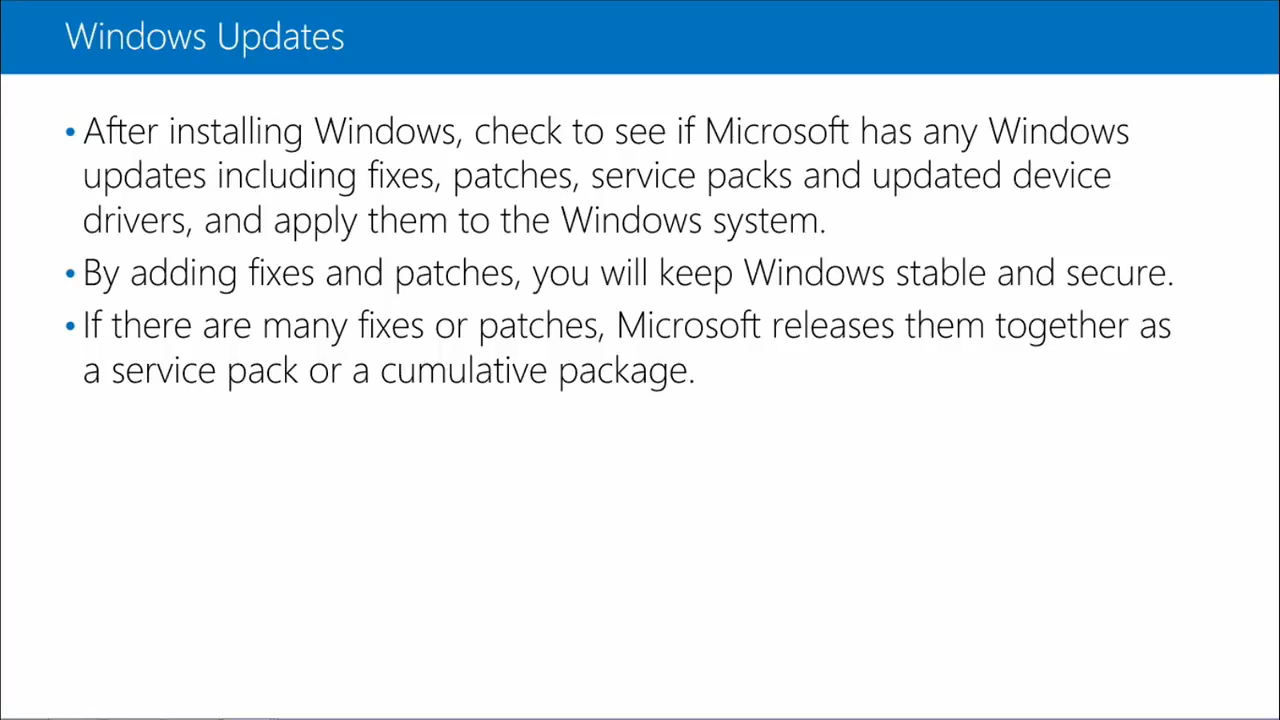 Windows Updates
• After installing Windows, check to see if Microsoft has any Windows
updates including fixes, patches, service packs and updated device
drivers, and apply them to the Windows system.
• By adding fixes and patches, you will keep Windows stable and secure.
• If there are many fixes or patches, Microsoft releases them together as
a service pack or a cumulative package.